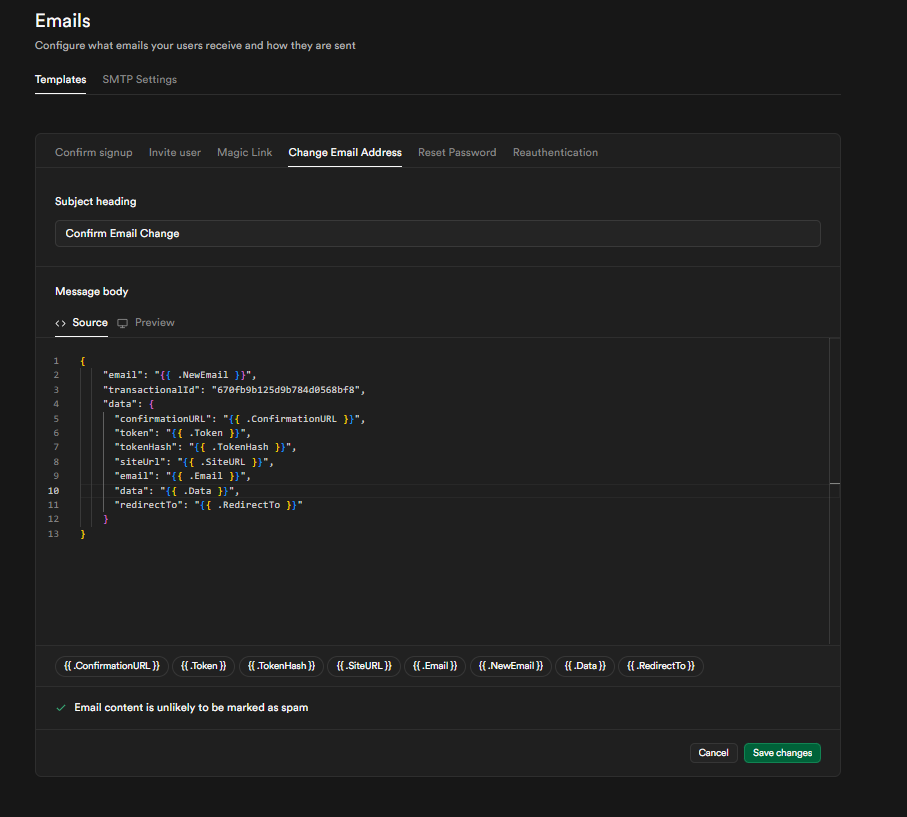 Emails
Configure what emails your users receive and how they are sent
Templates SMTP Settings
Confirm signup Invite user Magic Link Change Email Address Reset Password Reauthentication
Subject heading
Confirm Email Change
Message body
<> Source Preview
1 {
2 "email": "{{ .NewEmail }}",
3 "transactionalId": "670fb9b125d9b784d0568bf8",
4 "data": {
5 "confirmationURL": "{{ .ConfirmationURL }}",
6 "token": "{{ .Token }}",
7 "tokenHash": "{{ .TokenHash }}",
8 "siteUrl": "{{ .SiteURL }}",
9 "email": "{{ .Email }}",
10 "data": "{{ .Data }}",
11 "redirectTo": "{{ .RedirectTo }}"
12 }
13 }
{{ .ConfirmationURL }} {{ .Token }} {{ .TokenHash }} {{ .SiteURL }} {{ .Email }} {{ .NewEmail }} {{ .Data }} {{ .RedirectTo }}
Email content is unlikely to be marked as spam
Cancel Save changes